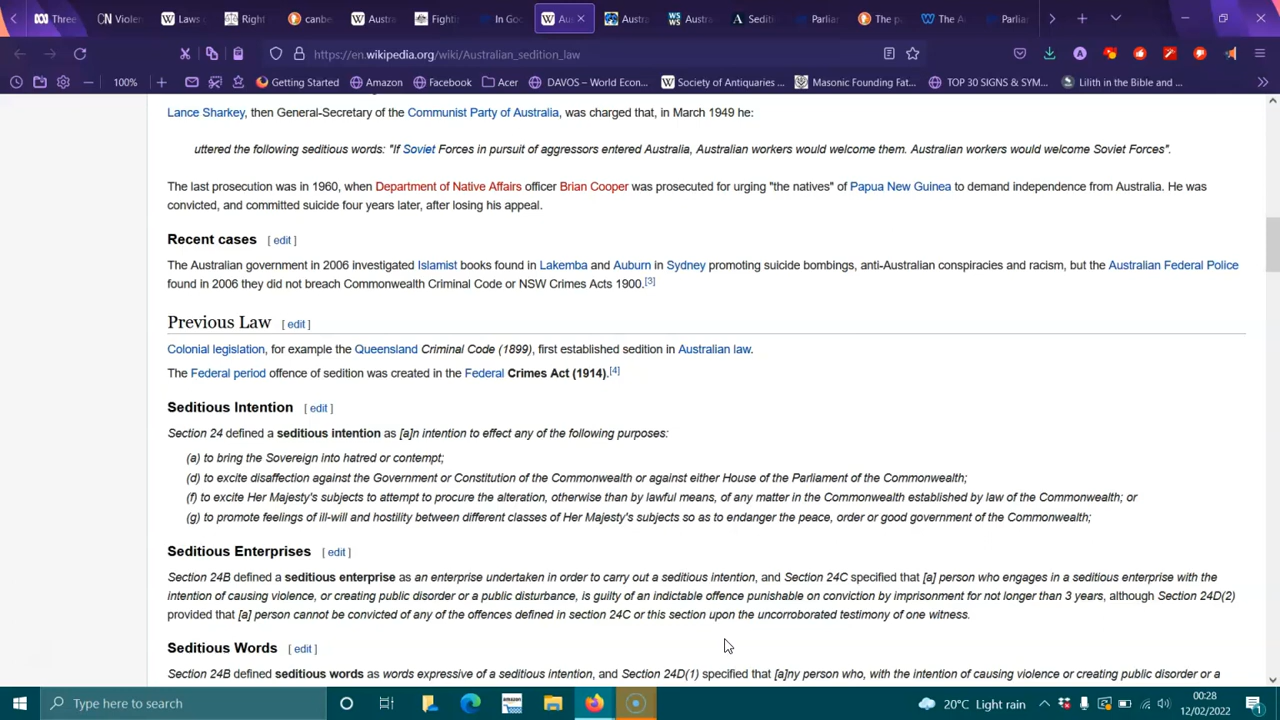 Three
Violen
Laws
Right
canbe
Austra
Fightin
In Goo
Au
Austra
Austra
Sediti
Parlian
The pa
The A
Parlian
https://en.wikipedia.org/wiki/Australian_sedition_law
100%
Getting Started
Amazon
Facebook
Acer
DAVOS – World Econ...
Society of Antiquaries ...
Masonic Founding Fat...
TOP 30 SIGNS & SYM...
Lilith in the Bible and ...
Lance Sharkey, then General-Secretary of the Communist Party of Australia, was charged that, in March 1949 he:
uttered the following seditious words: "If Soviet Forces in pursuit of aggressors entered Australia, Australian workers would welcome them. Australian workers would welcome Soviet Forces".
The last prosecution was in 1960, when Department of Native Affairs officer Brian Cooper was prosecuted for urging "the natives" of Papua New Guinea to demand independence from Australia. He was
convicted, and committed suicide four years later, after losing his appeal.
Recent cases [ edit ]
The Australian government in 2006 investigated Islamist books found in Lakemba and Auburn in Sydney promoting suicide bombings, anti-Australian conspiracies and racism, but the Australian Federal Police
found in 2006 they did not breach Commonwealth Criminal Code or NSW Crimes Acts 1900.[3]
Previous Law [ edit ]
Colonial legislation, for example the Queensland Criminal Code (1899), first established sedition in Australian law.
The Federal period offence of sedition was created in the Federal Crimes Act (1914).[4]
Seditious Intention [ edit ]
Section 24 defined a seditious intention as [a]n intention to effect any of the following purposes:
(a) to bring the Sovereign into hatred or contempt;
(d) to excite disaffection against the Government or Constitution of the Commonwealth or against either House of the Parliament of the Commonwealth;
(f) to excite Her Majesty's subjects to attempt to procure the alteration, otherwise than by lawful means, of any matter in the Commonwealth established by law of the Commonwealth; or
(g) to promote feelings of ill-will and hostility between different classes of Her Majesty's subjects so as to endanger the peace, order or good government of the Commonwealth;
Seditious Enterprises [ edit ]
Section 24B defined a seditious enterprise as an enterprise undertaken in order to carry out a seditious intention, and Section 24C specified that [a] person who engages in a seditious enterprise with the
intention of causing violence, or creating public disorder or a public disturbance, is guilty of an indictable offence punishable on conviction by imprisonment for not longer than 3 years, although Section 24D(2)
provided that [a] person cannot be convicted of any of the offences defined in section 24C or this section upon the uncorroborated testimony of one witness.
Seditious Words [ edit ]
Section 24B defined seditious words as words expressive of a seditious intention, and Section 24D(1) specified that [a]ny person who, with the intention of causing violence or creating public disorder or a
Type here to search
20°C Light rain
00:28
12/02/2022